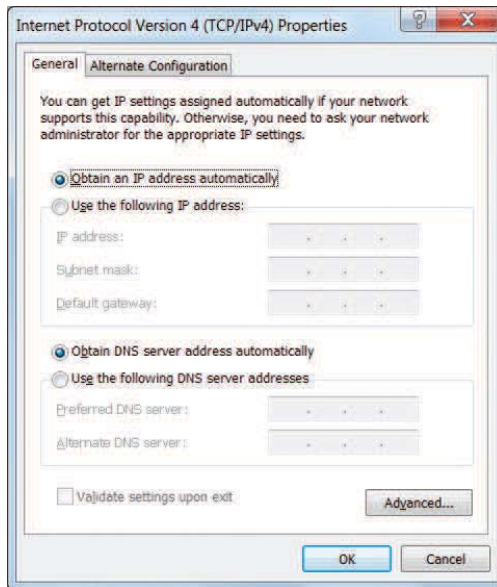 Internet Protocol Version 4 (TCP/IPv4) Properties
General
Alternate Configuration
You can get IP settings assigned automatically if your network
supports this capability. Otherwise, you need to ask your network
administrator for the appropriate IP settings.
Obtain an IP address automatically
Use the following IP address:
IP address:
Subnet mask:
Default gateway:
Obtain DNS server address automatically
Use the following DNS server addresses
Preferred DNS server:
Alternate DNS server:
Validate settings upon exit
Advanced...
OK
Cancel